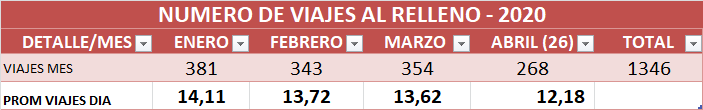 NUMERO DE VIAJES AL RELLENO - 2020
DETALLE/MES ENERO FEBRERO MARZO ABRIL (26) TOTAL
VIAJES MES 381 343 354 268 1346
PROM VIAJES DIA 14,11 13,72 13,62 12,18